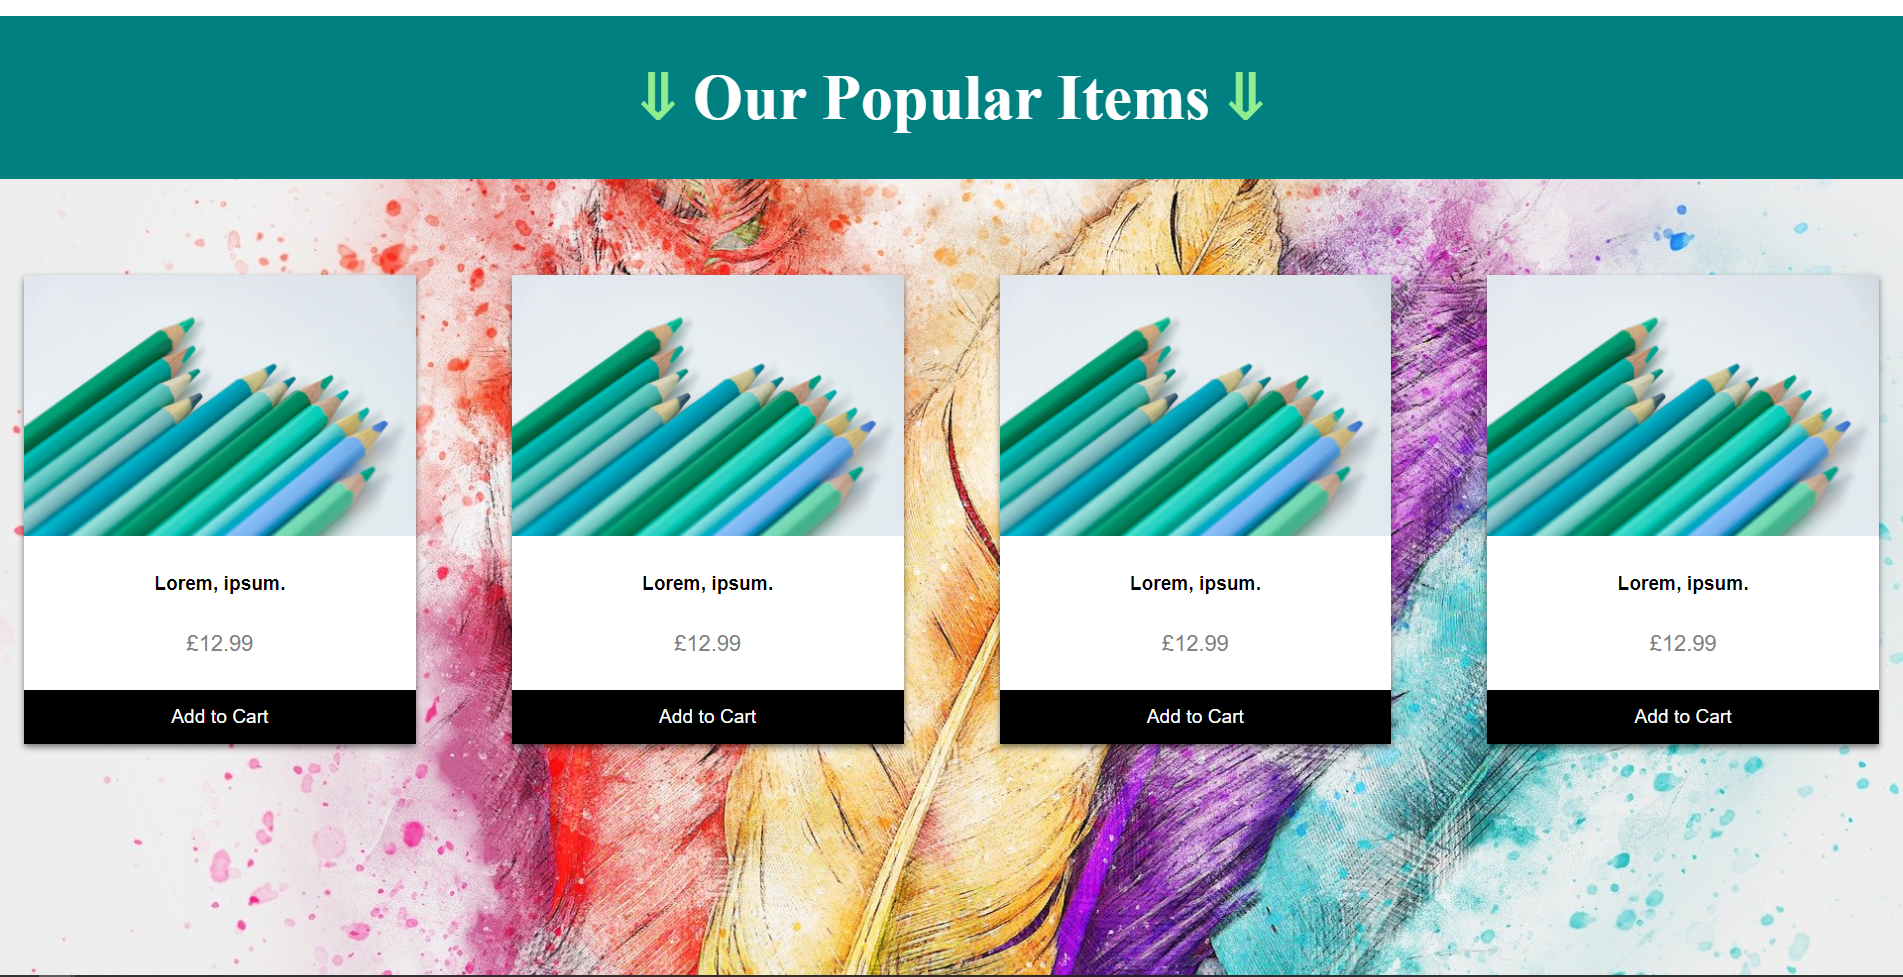 ⇓ Our Popular Items ⇓
Lorem, ipsum.
£12.99
Add to Cart
Lorem, ipsum.
£12.99
Add to Cart
Lorem, ipsum.
£12.99
Add to Cart
Lorem, ipsum.
£12.99
Add to Cart